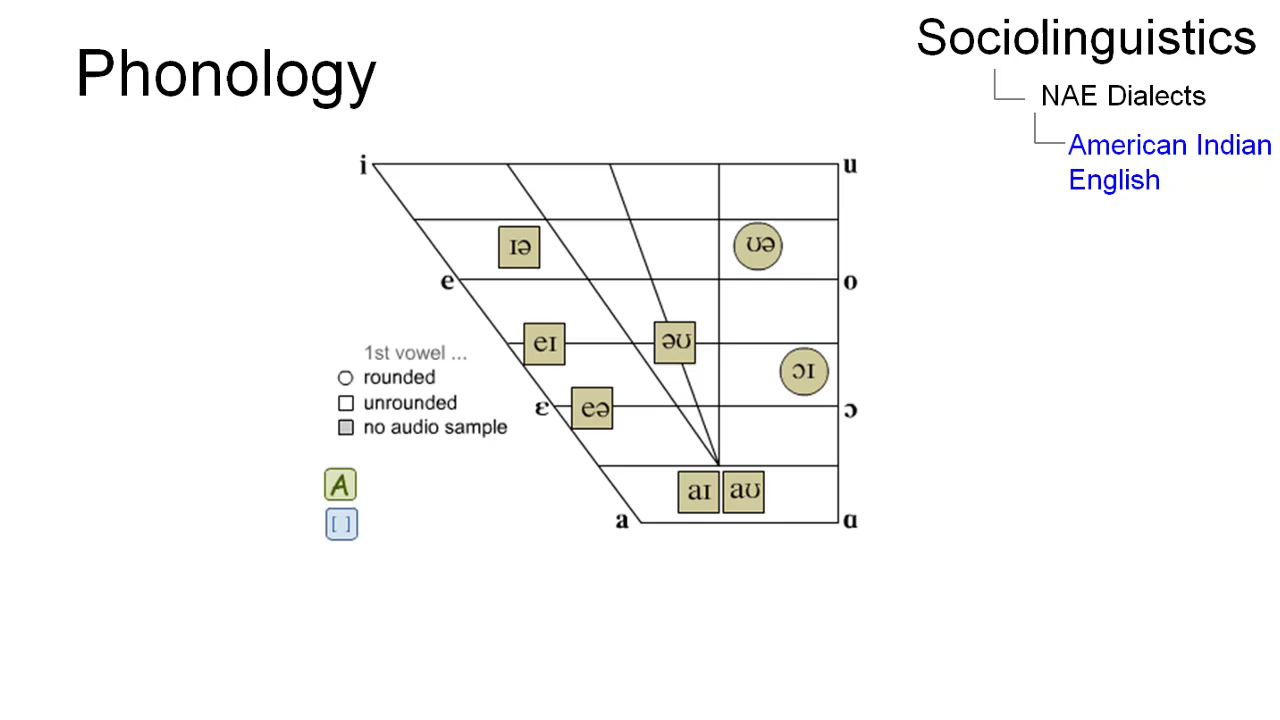 Phonology
Sociolinguistics
NAE Dialects
American Indian
English
i
u
ɪə
ʊə
e
o
eɪ
əʊ
ɔɪ
1st vowel ...
rounded
unrounded
no audio sample
ɛ
eə
ɔ
aɪ
aʊ
a
ɑ
A
[ ]